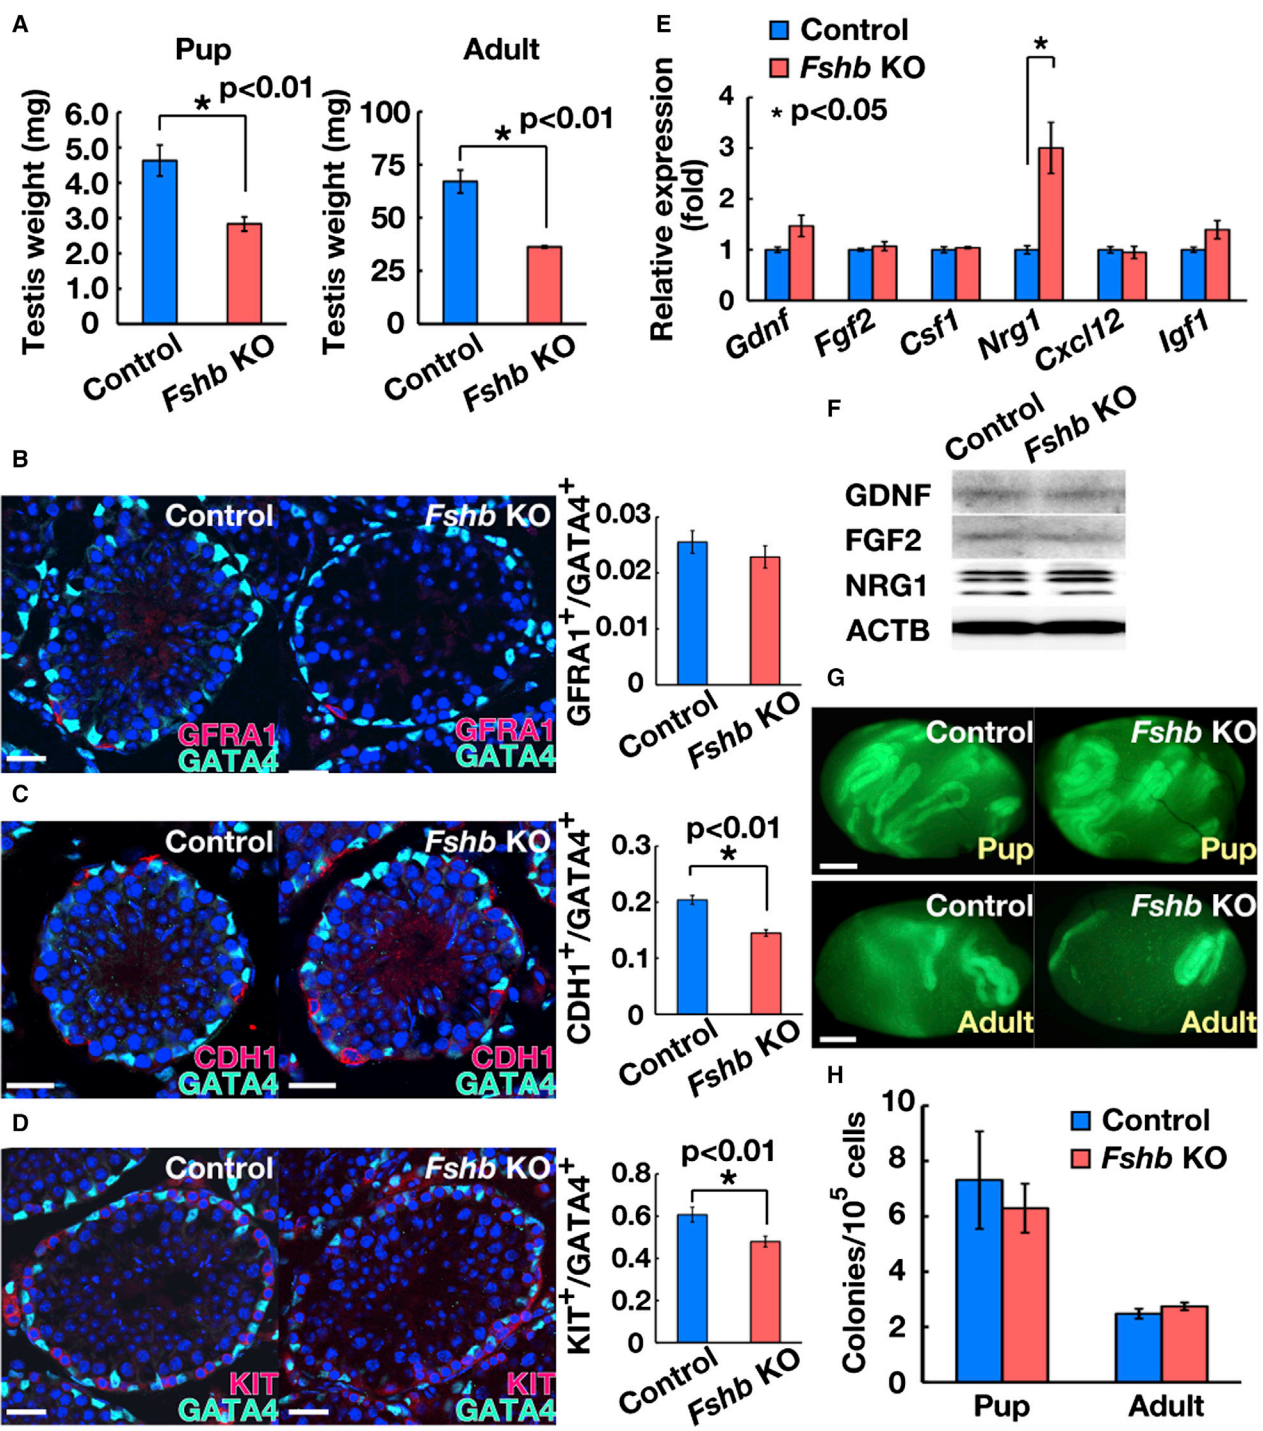 A
Pup
Adult
p<0.01
*
Testis weight (mg)
6.0
5.0
4.0
3.0
2.0
1.0
0
Control
Fshb KO
p<0.01
*
Testis weight (mg)
100
75
50
25
0
Control
Fshb KO
E
Control
Fshb KO
* p<0.05
*
Relative expression
(fold)
4
3
2
1
0
Gdnf
Fgf2
Csf1
Nrg1
Cxcl12
Igf1
B
Control
Fshb KO
GFRA1
GATA4
GFRA1
GATA4
GFRA1+/GATA4+
0.03
0.02
0.01
0
Control
Fshb KO
F
Control
Fshb KO
GDNF
FGF2
NRG1
ACTB
C
Control
Fshb KO
CDH1
GATA4
CDH1
GATA4
CDH1+/GATA4+
p<0.01
*
0.3
0.2
0.1
0
Control
Fshb KO
G
Control
Fshb KO
Pup
Pup
Control
Fshb KO
Adult
Adult
D
Control
Fshb KO
KIT
GATA4
KIT
GATA4
KIT+/GATA4+
p<0.01
*
0.8
0.6
0.4
0.2
0
Control
Fshb KO
H
Control
Fshb KO
Colonies/10^5 cells
10
8
6
4
2
0
Pup
Adult